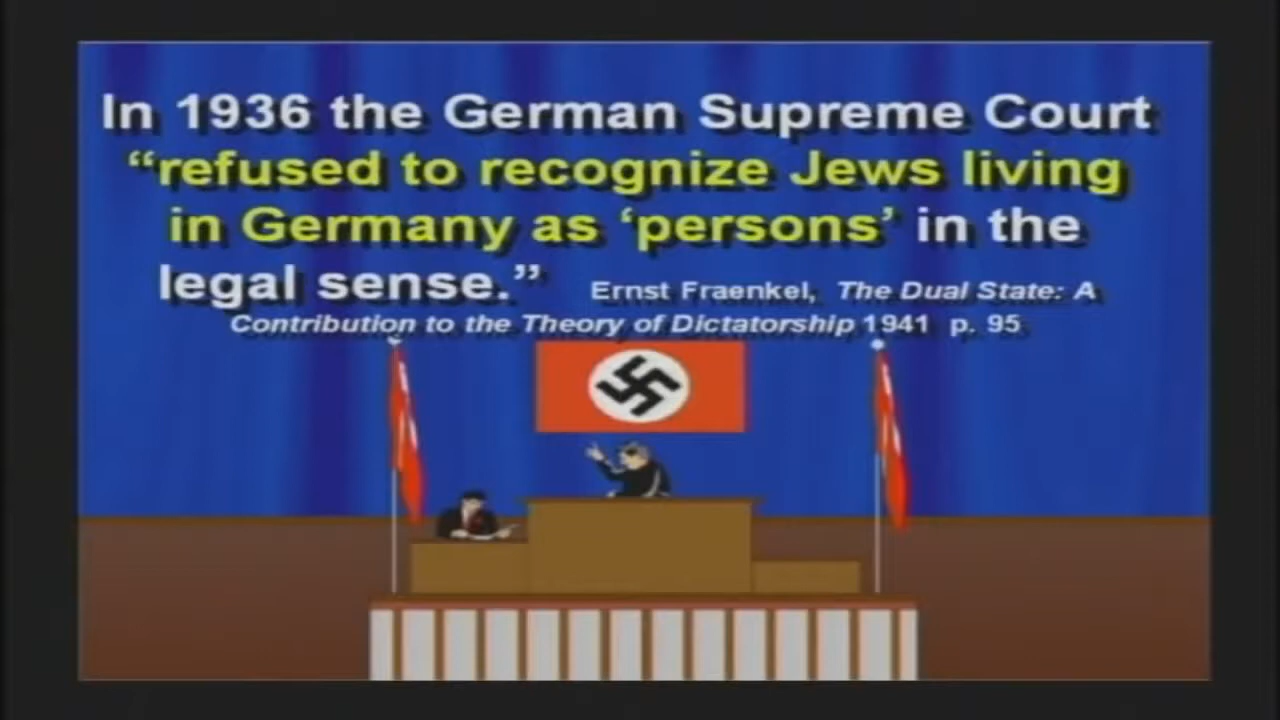 In 1936 the German Supreme Court
“refused to recognize Jews living
in Germany as ‘persons’ in the
legal sense.” Ernst Fraenkel, The Dual State: A
Contribution to the Theory of Dictatorship 1941 p. 95